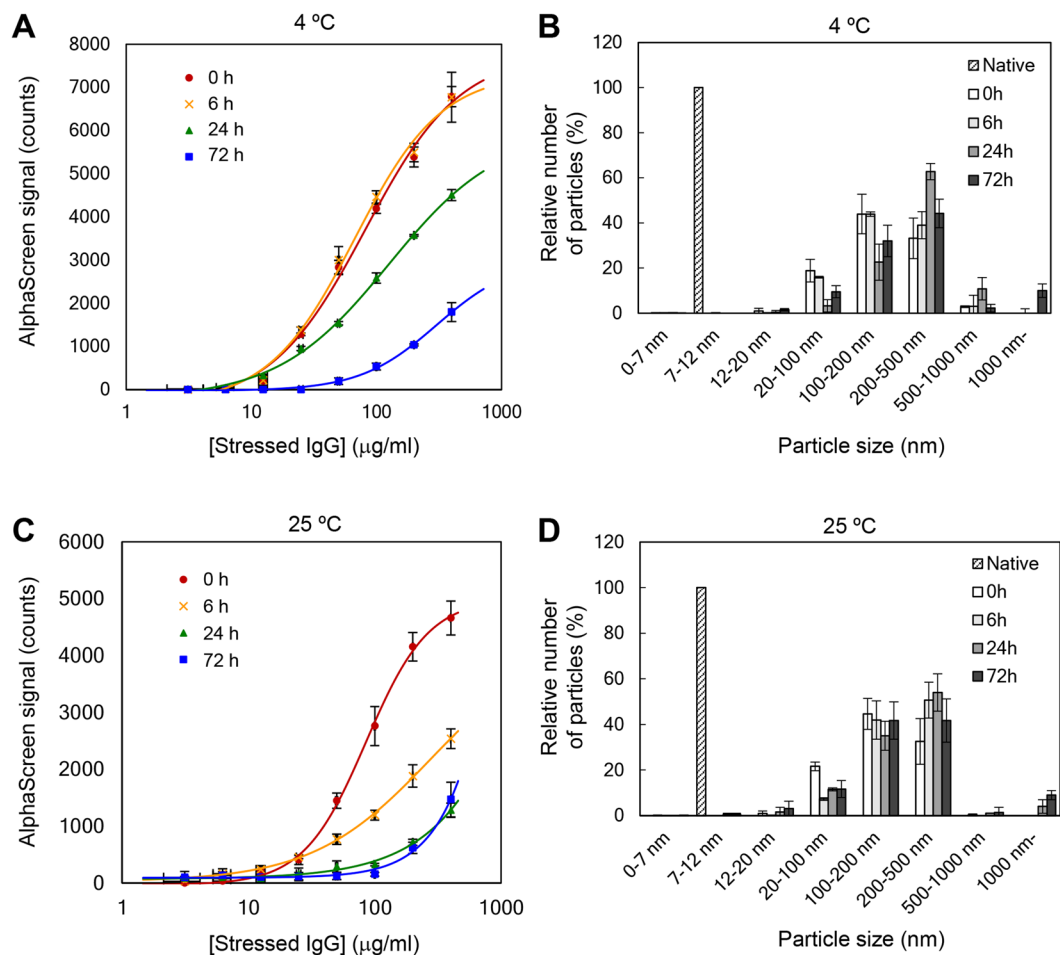 A
4 ºC
AlphaScreen signal (counts)
8000
7000
6000
5000
4000
3000
2000
1000
0
0 h
6 h
24 h
72 h
1
10
100
1000
[Stressed IgG] (μg/ml)
B
4 ºC
Relative number
of particles (%)
120
100
80
60
40
20
0
Native
0h
6h
24h
72h
0-7 nm
7-12 nm
12-20 nm
20-100 nm
100-200 nm
200-500 nm
500-1000 nm
1000 nm-
Particle size (nm)
C
25 ºC
AlphaScreen signal (counts)
6000
5000
4000
3000
2000
1000
0
0 h
6 h
24 h
72 h
1
10
100
1000
[Stressed IgG] (μg/ml)
D
25 ºC
Relative number
of particles (%)
120
100
80
60
40
20
0
Native
0h
6h
24h
72h
0-7 nm
7-12 nm
12-20 nm
20-100 nm
100-200 nm
200-500 nm
500-1000 nm
1000 nm-
Particle size (nm)